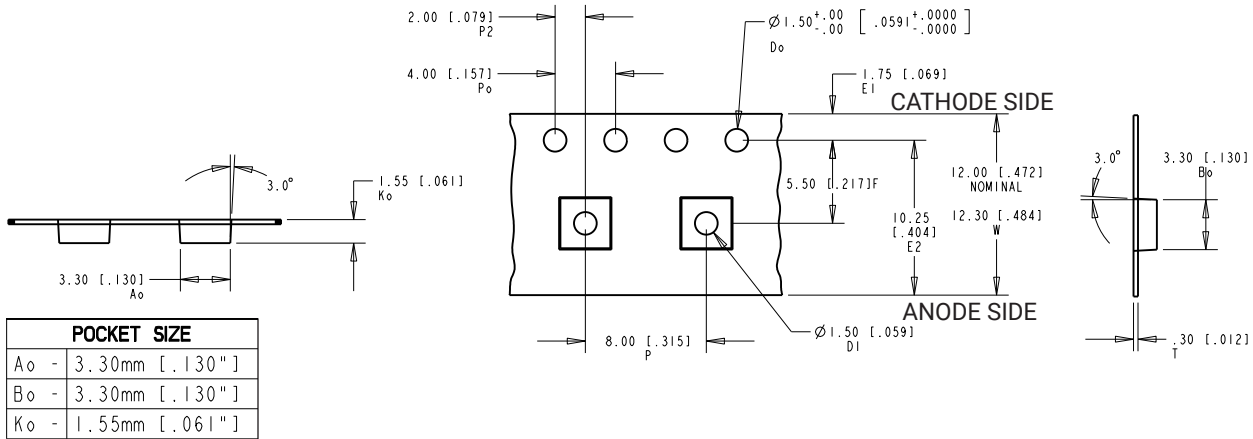 2.00 [.079]
P2
Ø1.50+.00 -.00 [.0591+.0000 -.0000]
Do
4.00 [.157]
Po
1.75 [.069]
E1
CATHODE SIDE
3.0°
1.55 [.061]
Ko
5.50 [.217]F
12.00 [.472]
NOMINAL
12.30 [.484]
W
10.25
[.404]
E2
3.0°
3.30 [.130]
Bo
3.30 [.130]
Ao
ANODE SIDE
8.00 [.315]
P
Ø1.50 [.059]
D1
.30 [.012]
T
POCKET SIZE
Ao - 3.30mm [.130"]
Bo - 3.30mm [.130"]
Ko - 1.55mm [.061"]